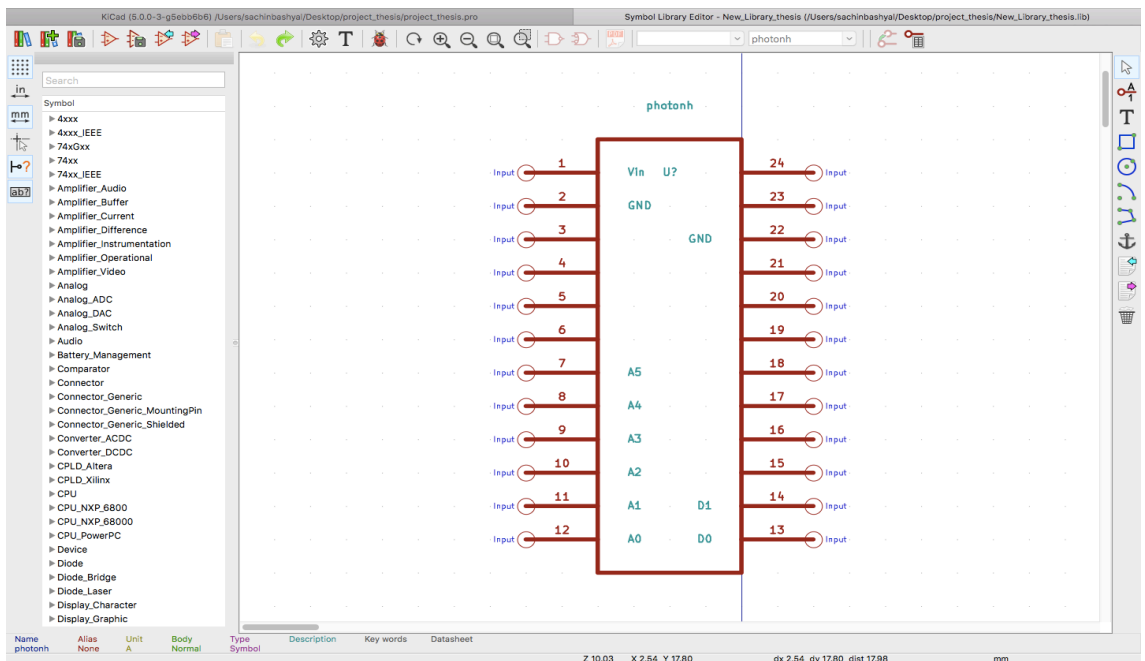 KiCad (5.0.0-3-g5ebb6b6) /Users/sachinbashyal/Desktop/project_thesis/project_thesis.pro
Symbol Library Editor - New_Library_thesis (/Users/sachinbashyal/Desktop/project_thesis/New_Library_thesis.lib)
T
PDF
photonh
in
mm
ab?
Search
Symbol
4xxx
4xxx_IEEE
74xGxx
74xx
74xx_IEEE
Amplifier_Audio
Amplifier_Buffer
Amplifier_Current
Amplifier_Difference
Amplifier_Instrumentation
Amplifier_Operational
Amplifier_Video
Analog
Analog_ADC
Analog_DAC
Analog_Switch
Audio
Battery_Management
Comparator
Connector
Connector_Generic
Connector_Generic_MountingPin
Connector_Generic_Shielded
Converter_ACDC
Converter_DCDC
CPLD_Altera
CPLD_Xilinx
CPU
CPU_NXP_6800
CPU_NXP_68000
CPU_PowerPC
Device
Diode
Diode_Bridge
Diode_Laser
Display_Character
Display_Graphic
photonh
Input 1 VIn U? 24 Input
Input 2 GND 23 Input
Input 3 GND 22 Input
Input 4 21 Input
Input 5 20 Input
Input 6 19 Input
Input 7 A5 18 Input
Input 8 A4 17 Input
Input 9 A3 16 Input
Input 10 A2 15 Input
Input 11 A1 D1 14 Input
Input 12 A0 D0 13 Input
A
1
T
Name Alias Unit Body Type Description Key words Datasheet
photonh None A Normal Symbol
Z 10.03 X 2.54 Y 17.80 dx 2.54 dy 17.80 dist 17.98 mm